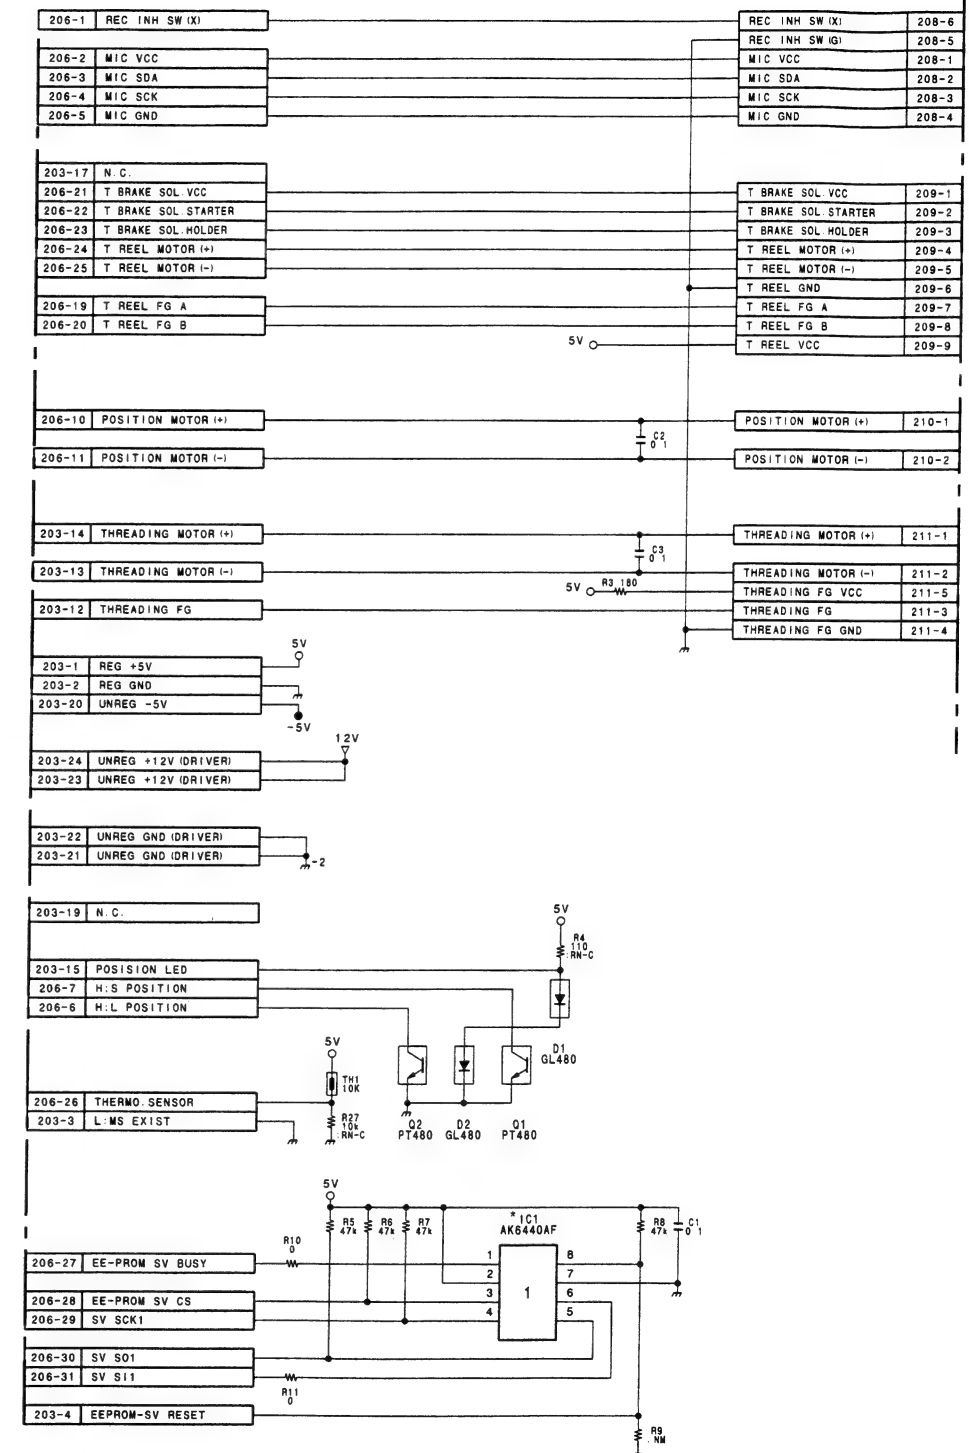 206-1 REC INH SW (X) REC INH SW (X) 208-6
REC INH SW (G) 208-5
206-2 MIC VCC MIC VCC 208-1
206-3 MIC SDA MIC SDA 208-2
206-4 MIC SCK MIC SCK 208-3
206-5 MIC GND MIC GND 208-4
203-17 N.C.
206-21 T BRAKE SOL.VCC T BRAKE SOL.VCC 209-1
206-22 T BRAKE SOL.STARTER T BRAKE SOL.STARTER 209-2
206-23 T BRAKE SOL.HOLDER T BRAKE SOL.HOLDER 209-3
206-24 T REEL MOTOR (+) T REEL MOTOR (+) 209-4
206-25 T REEL MOTOR (-) T REEL MOTOR (-) 209-5
T REEL GND 209-6
206-19 T REEL FG A T REEL FG A 209-7
206-20 T REEL FG B T REEL FG B 209-8
5V T REEL VCC 209-9
206-10 POSITION MOTOR (+) POSITION MOTOR (+) 210-1
C2
0.1
206-11 POSITION MOTOR (-) POSITION MOTOR (-) 210-2
203-14 THREADING MOTOR (+) THREADING MOTOR (+) 211-1
C3
0.1
203-13 THREADING MOTOR (-) THREADING MOTOR (-) 211-2
5V R3 180 THREADING FG VCC 211-5
203-12 THREADING FG THREADING FG 211-3
THREADING FG GND 211-4
5V
203-1 REG +5V
203-2 REG GND
203-20 UNREG -5V
-5V
12V
203-24 UNREG +12V (DRIVER)
203-23 UNREG +12V (DRIVER)
203-22 UNREG GND (DRIVER)
203-21 UNREG GND (DRIVER)
-2
203-19 N.C.
5V
R4
110
:RN-C
203-15 POSISION LED
206-7 H:S POSITION
206-6 H:L POSITION
D1
GL480
5V
TH1
10K
206-26 THERMO.SENSOR
203-3 L:MS EXIST
R27
10k
:RN-C
Q2 D2 Q1
PT480 GL480 PT480
5V
R5 R6 R7 R8 C1
47k 47k 47k 47k 0.1
* IC1
AK6440AF
R10
0
206-27 EE-PROM SV BUSY 1 8
2 7
206-28 EE-PROM SV CS 3 1 6
206-29 SV SCK1 4 5
206-30 SV SO1
206-31 SV SI1
R11
0
203-4 EEPROM-SV RESET
R9
:NM